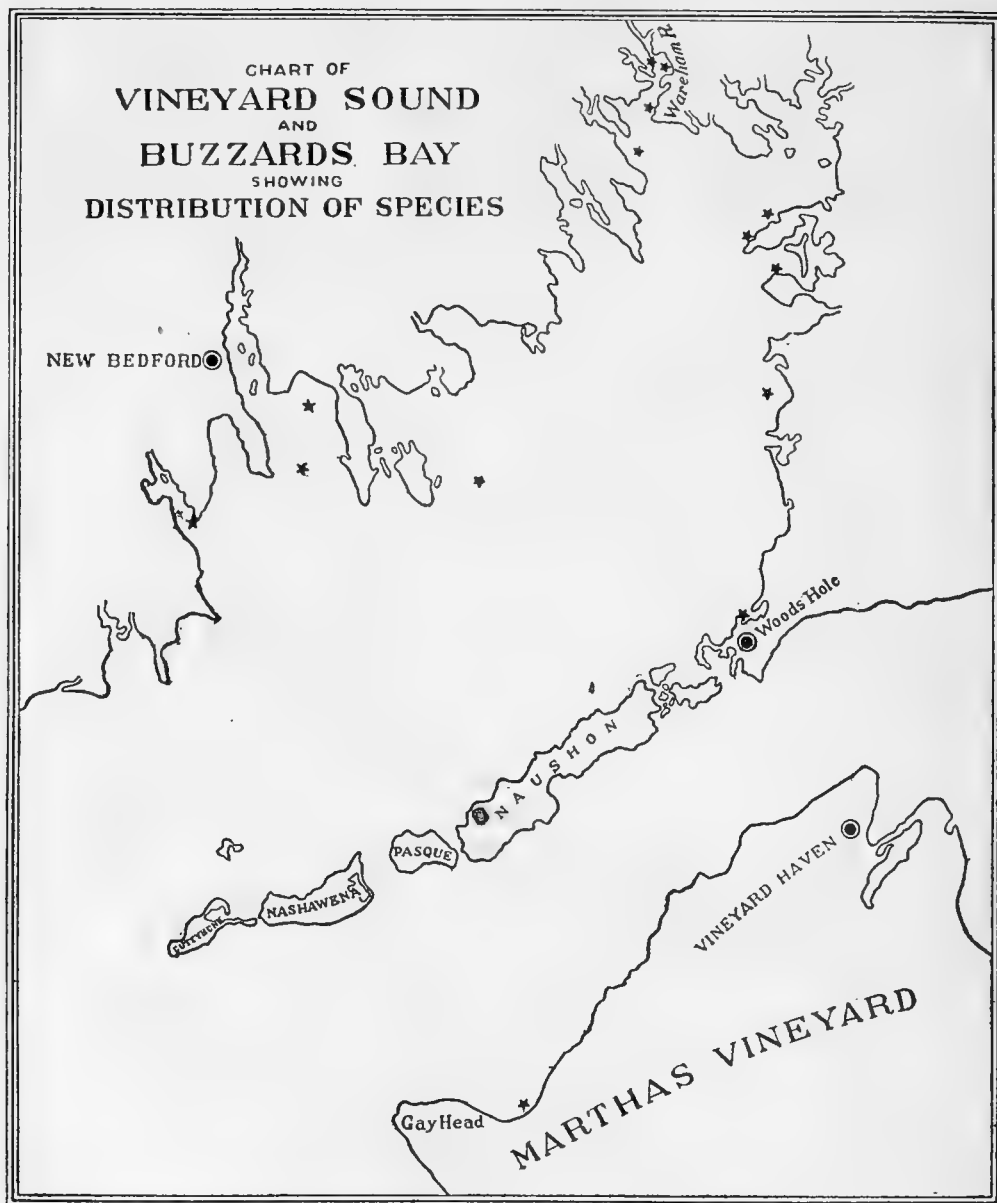 CHART OF
VINEYARD SOUND
AND
BUZZARDS BAY
SHOWING
DISTRIBUTION OF SPECIES
Wareham R.
NEW BEDFORD
Woods Hole
NAUSHON
PASQUE
NASHAWENA
CUTTYHUNK
VINEYARD HAVEN
MARTHAS VINEYARD
Gay Head